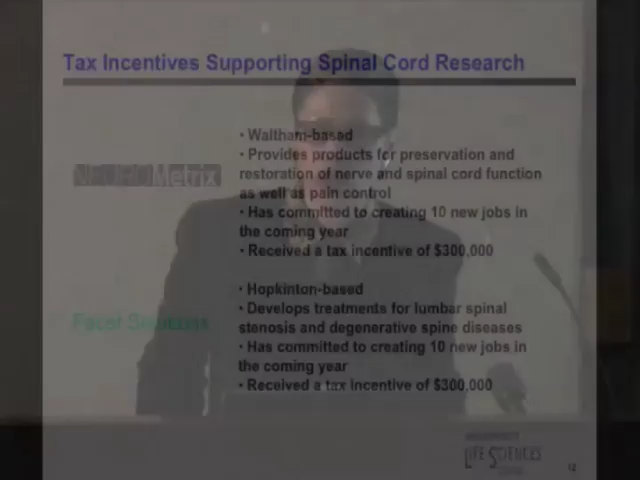 Tax Incentives Supporting Spinal Cord Research
NEUROMetrix
• Waltham-based
• Provides products for preservation and
restoration of nerve and spinal cord function
as well as pain control
• Has committed to creating 10 new jobs in
the coming year
• Received a tax incentive of $300,000
Facet Solutions
• Hopkinton-based
• Develops treatments for lumbar spinal
stenosis and degenerative spine diseases
• Has committed to creating 10 new jobs in
the coming year
• Received a tax incentive of $300,000
LIFE SCIENCES
12